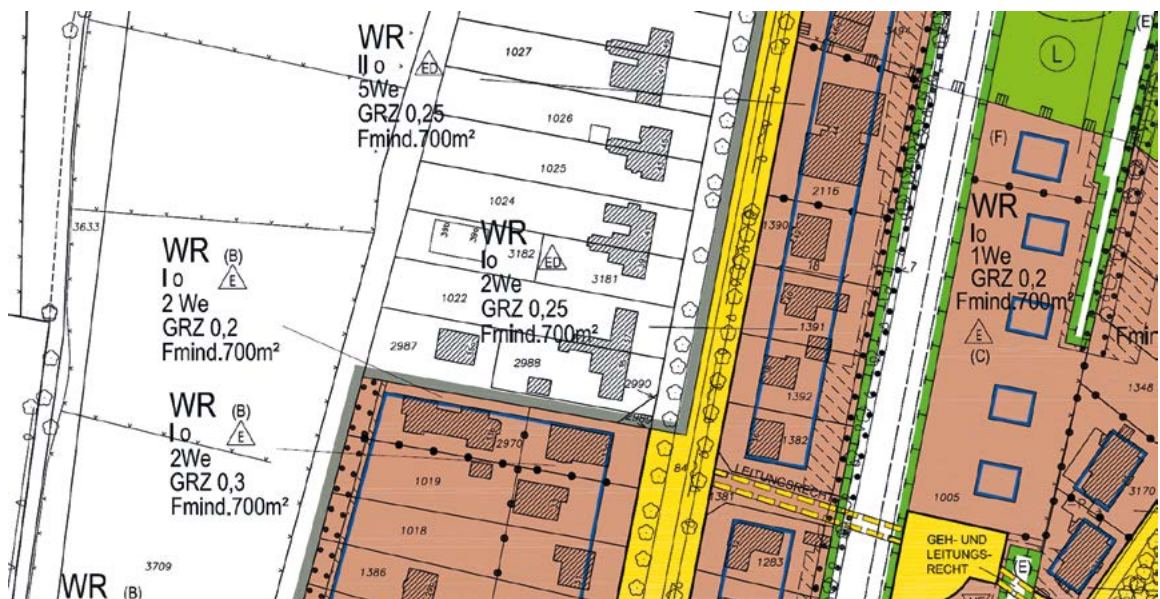 1027
WR
II o
ED
5We
GRZ 0,25
Fmind.700m²
1026
1025
1024
WR
I o
ED
2We
GRZ 0,25
Fmind.700m²
3182
3181
1022
2987
2988
2990
3633
WR (B)
I o
E
2 We
GRZ 0,2
Fmind.700m²
WR (B)
I o
E
2We
GRZ 0,3
Fmind.700m²
3709
WR (B)
2970
1019
1018
1386
84
2116
1390
18
1391
1392
1382
LEITUNGSRECHT
1381
1283
7
(E)
L
(F)
WR
I o
1We
GRZ 0,2
Fmind.700m²
E
(C)
Fmin
1348
3170
1005
GEH- UND
LEITUNGS-
RECHT
(E)